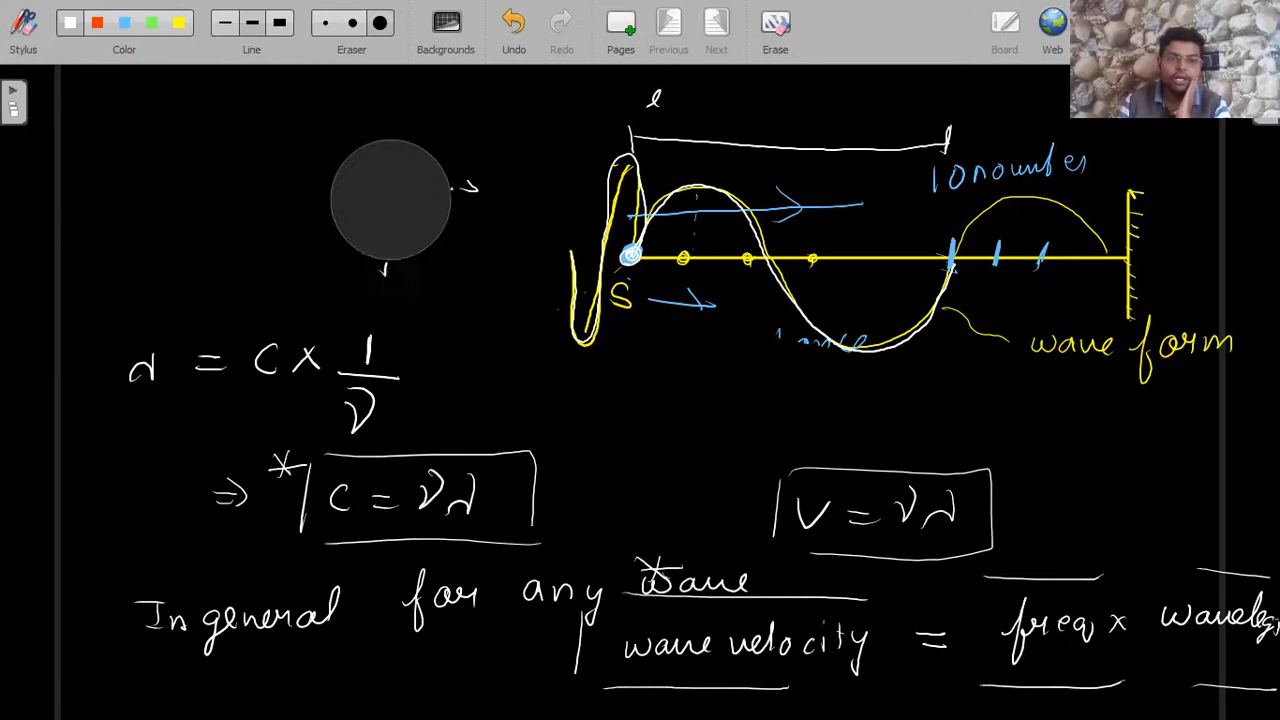 Stylus
Color
Line
Eraser
Backgrounds
Undo
Redo
Pages
Previous
Next
Erase
Board
Web
l
10 number
S
wave form
λ = C × 1/ν
⇒ * C = νλ
V = νλ
In general for any wave
wave velocity = freq ×